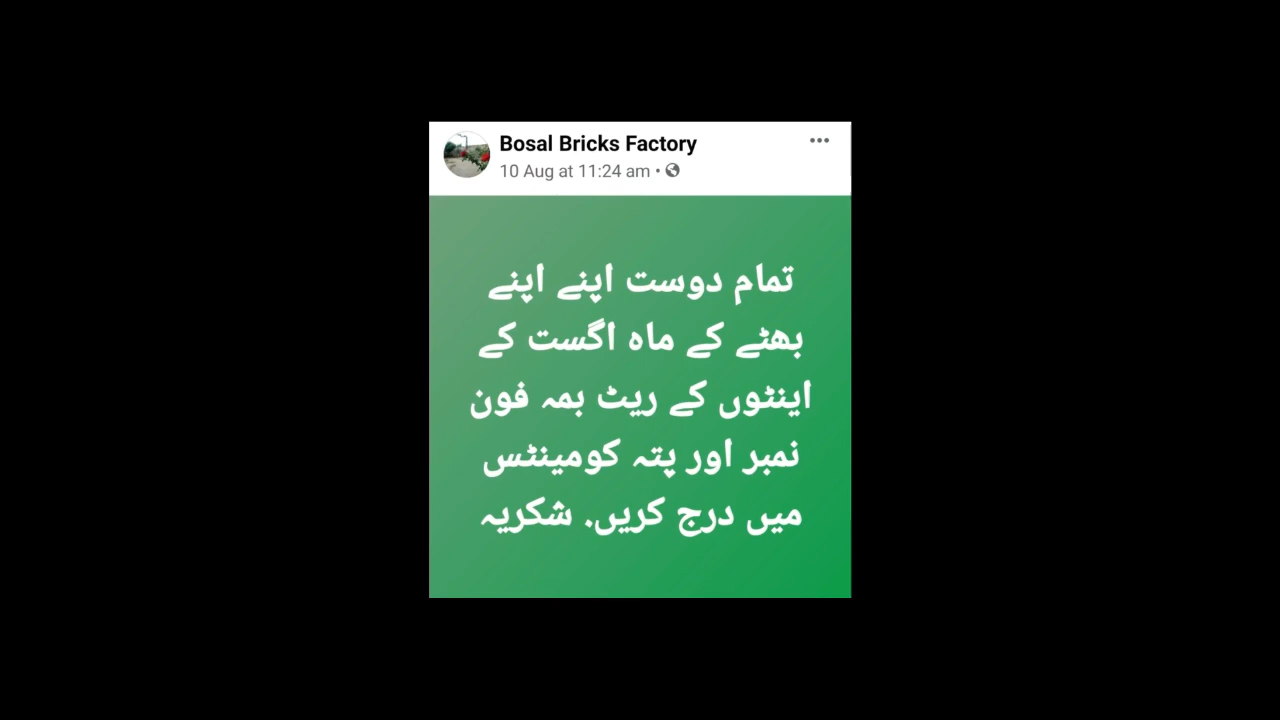 Bosal Bricks Factory
10 Aug at 11:24 am •
تمام دوست اپنے اپنے
بھٹے کے ماہ اگست کے
اینٹوں کے ریٹ بمہ فون
نمبر اور پتہ کومینٹس
میں درج کریں. شکریہ